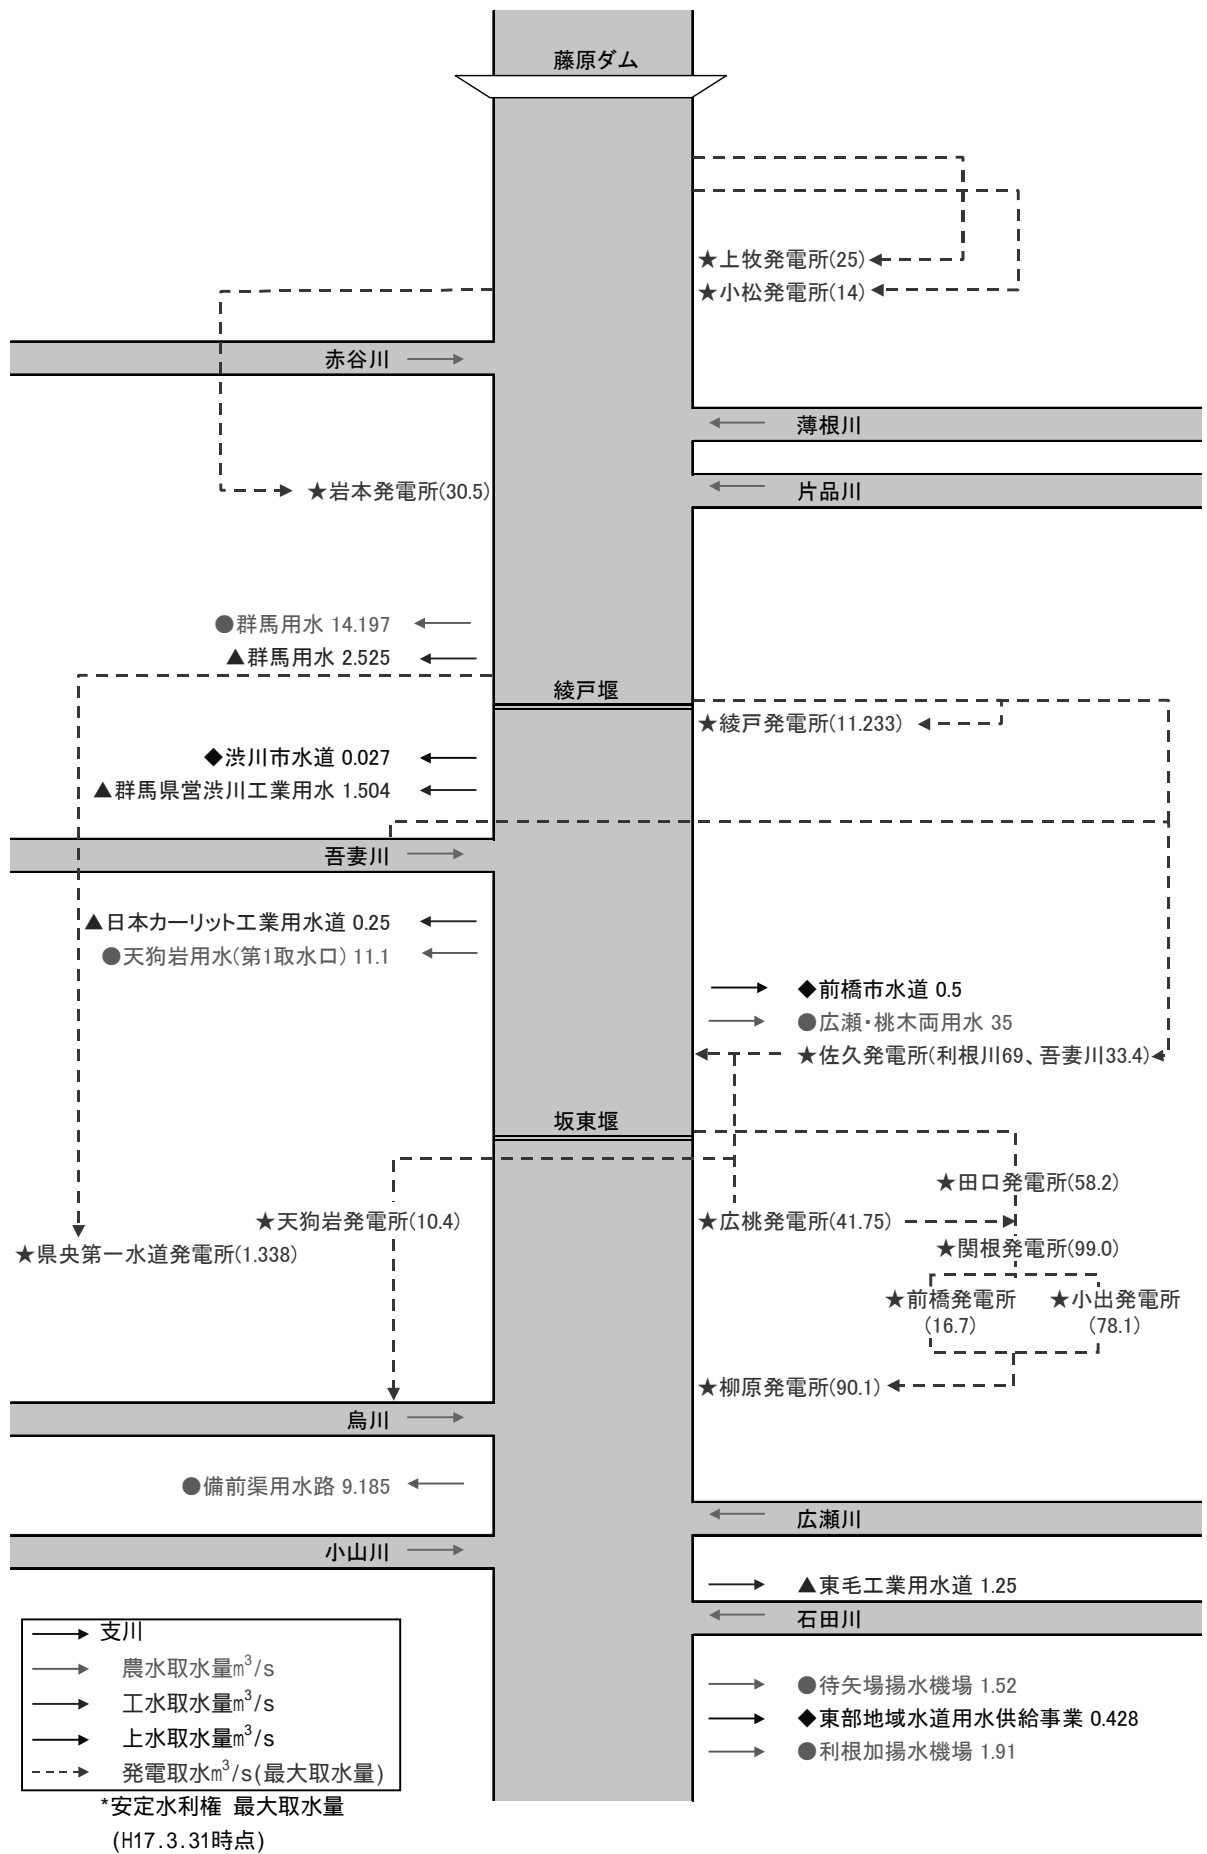 藤原ダム
★上牧発電所(25)
★小松発電所(14)
赤谷川
薄根川
★岩本発電所(30.5)
片品川
●群馬用水 14.197
▲群馬用水 2.525
綾戸堰
★綾戸発電所(11.233)
◆渋川市水道 0.027
▲群馬県営渋川工業用水 1.504
吾妻川
▲日本カーリット工業用水道 0.25
●天狗岩用水(第1取水口) 11.1
◆前橋市水道 0.5
●広瀬・桃木両用水 35
★佐久発電所(利根川69、吾妻川33.4)
坂東堰
★田口発電所(58.2)
★天狗岩発電所(10.4)
★広桃発電所(41.75)
★県央第一水道発電所(1.338)
★関根発電所(99.0)
★前橋発電所
(16.7)
★小出発電所
(78.1)
★柳原発電所(90.1)
烏川
●備前渠用水路 9.185
広瀬川
小山川
▲東毛工業用水道 1.25
石田川
支川
農水取水量m³/s
工水取水量m³/s
上水取水量m³/s
発電取水m³/s(最大取水量)
●待矢場揚水機場 1.52
◆東部地域水道用水供給事業 0.428
●利根加揚水機場 1.91
*安定水利権 最大取水量
(H17.3.31時点)